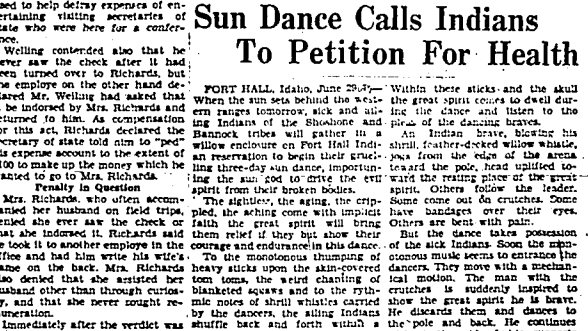 sed to help defray expenses of en-
tertaining visiting secretaries of
state who were here for a confer-
ence.
Welling contended also that he
ever saw the check after it had
een turned over to Richards, but
he employe on the other hand de-
lared Mr. Welling had asked that
be indorsed by Mrs. Richards and
eturned to him. As compensation
or this act, Richards declared the
ecretary of state told him to "ped"
is expense account to the extent of
100 to make up the money which he
anted to go to Mrs. Richards.
Penalty in Question
Mrs. Richards, who often accom-
anied her husband on field trips,
enied she ever saw the check or
hat she indorsed it. Richards said
e took it to another employe in the
ffice and had him write his wife's
ame on the back. Mrs. Richards
lso denied that she assisted her
usband other than through curios-
y, and that she never sought re-
uneration.
Immediately after the verdict was
Sun Dance Calls Indians
To Petition For Health
FORT HALL, Idaho, June 29
When the sun sets behind the west-
ern ranges tomorrow, sick and ail-
ing Indians of the Shoshone and
Bannock tribes will gather in a
willow enclosure on Fort Hall Indi-
an reservation to begin their gruel-
ling three-day sun dance, importun-
ing the sun god to drive the evil
spirit from their broken bodies.
The sightless, the aging, the crip-
pled, the aching come with implicit
faith the great spirit will bring
them relief if they but show their
courage and endurance in this dance.
To the monotonous thumping of
heavy sticks upon the skin-covered
tom toms, the weird chanting of
blanketed squaws and to the ryth-
mic notes of shrill whistles carried
by the dancers, the ailing Indians
shuffle back and forth within a
Within these sticks and the skull
the great spirit comes to dwell dur-
ing the dance and listen to the
pleas of the dancing braves.
An Indian brave, blowing his
shrill, feather-decked willow whistle,
jogs from the edge of the arena
toward the pole, head uplifted to-
ward the resting place of the great
spirit. Others follow the leader.
Some come out on crutches. Some
have bandages over their eyes.
Others are bent with pain.
But the dance takes possession
of the sick Indians. Soon the mon-
otonous music seems to entrance the
dancers. They move with a mechan-
ical motion. The man with the
crutches is suddenly inspired to
show the great spirit he is brave.
He discards them and dances to
the pole and back. He continues